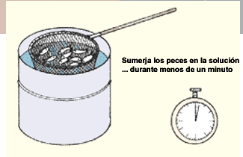 Sumerja los peces en la solución
... durante menos de un minuto